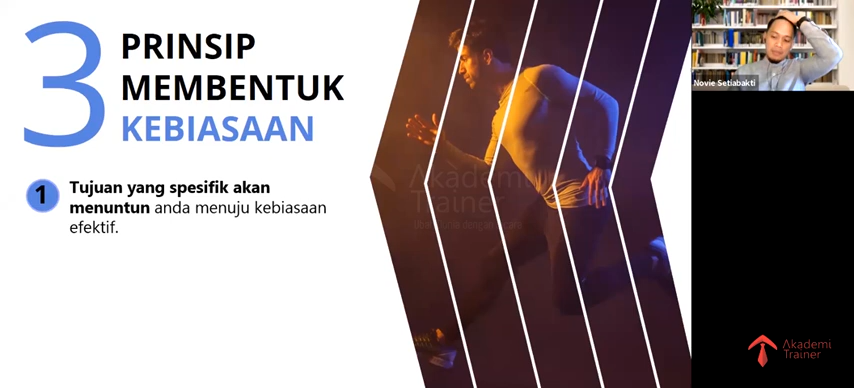 3
PRINSIP
MEMBENTUK
KEBIASAAN
1
Tujuan yang spesifik akan
menuntun anda menuju kebiasaan
efektif.
Akademi
Trainer
Novie Setiabakti
Akademi
Trainer